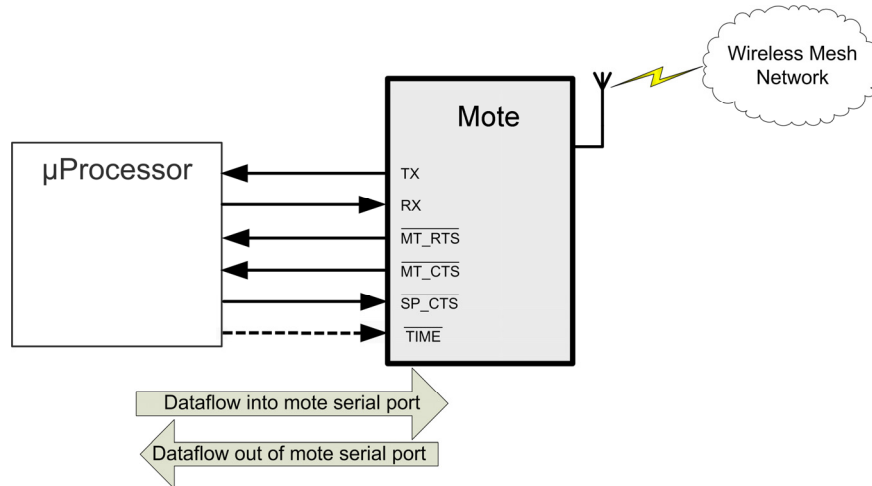 Wireless Mesh
Network
Mote
µProcessor
TX
RX
MT_RTS
MT_CTS
SP_CTS
TIME
Dataflow into mote serial port
Dataflow out of mote serial port